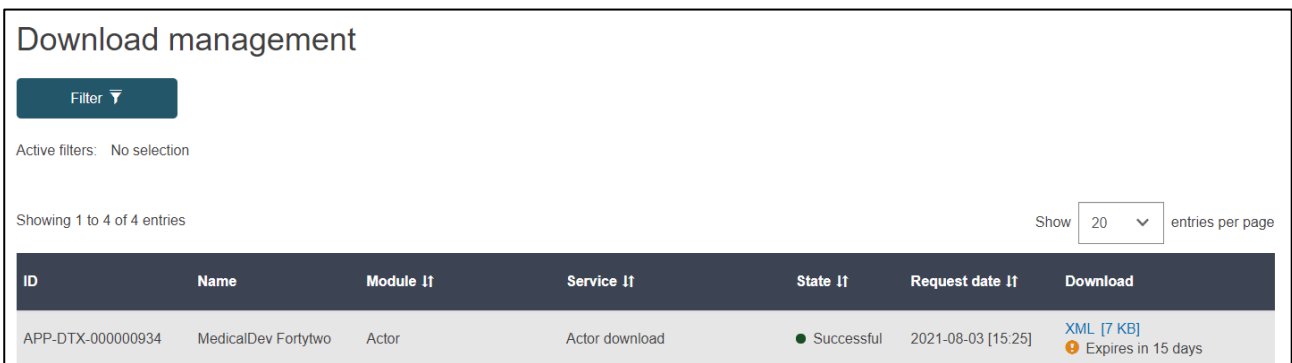 Download management
Filter
Active filters: No selection
Showing 1 to 4 of 4 entries
Show 20 entries per page
ID Name Module Service State Request date Download
APP-DTX-000000934 MedicalDev Fortytwo Actor Actor download Successful 2021-08-03 [15:25] XML [7 KB]
Expires in 15 days